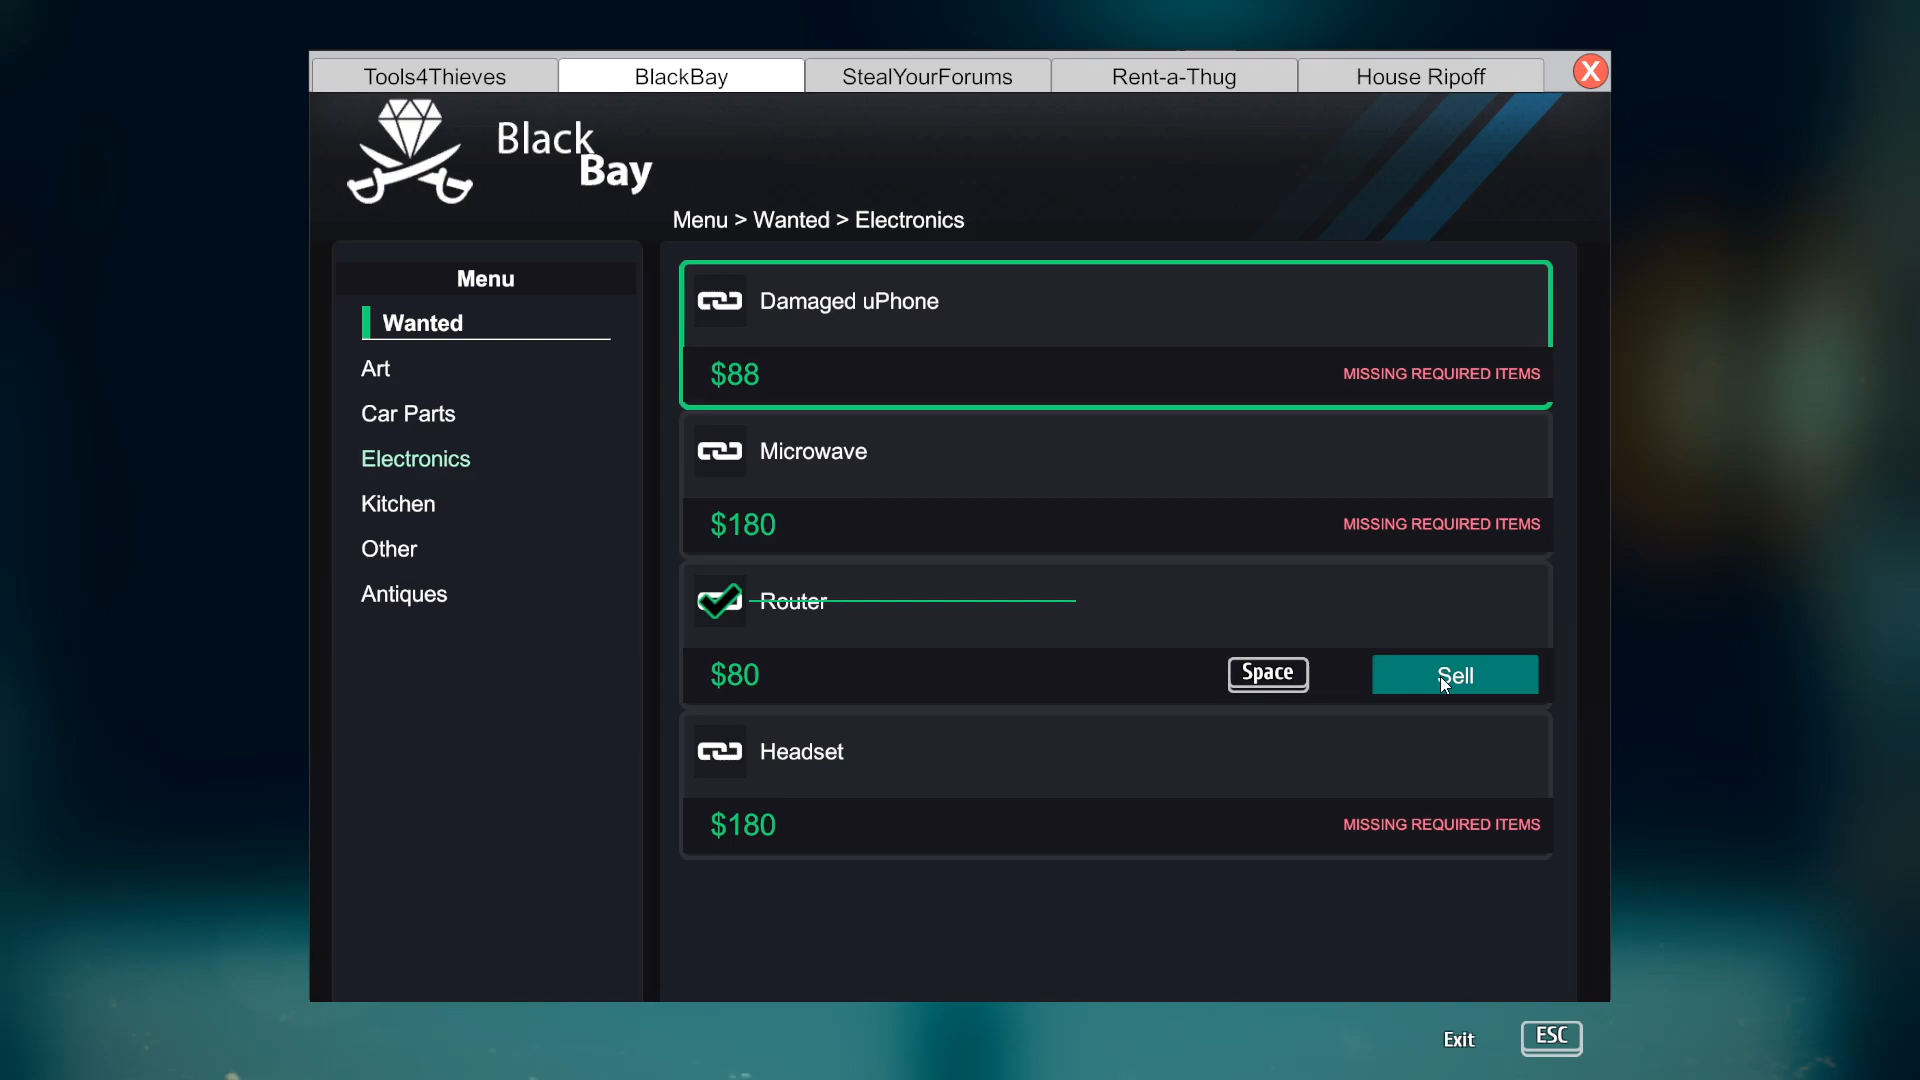 Tools4Thieves
BlackBay
StealYourForums
Rent-a-Thug
House Ripoff
X
Black
Bay
Menu > Wanted > Electronics
Menu
Wanted
Art
Car Parts
Electronics
Kitchen
Other
Antiques
Damaged uPhone
$88
MISSING REQUIRED ITEMS
Microwave
$180
MISSING REQUIRED ITEMS
Router
$80
Space
Sell
Headset
$180
MISSING REQUIRED ITEMS
Exit
ESC